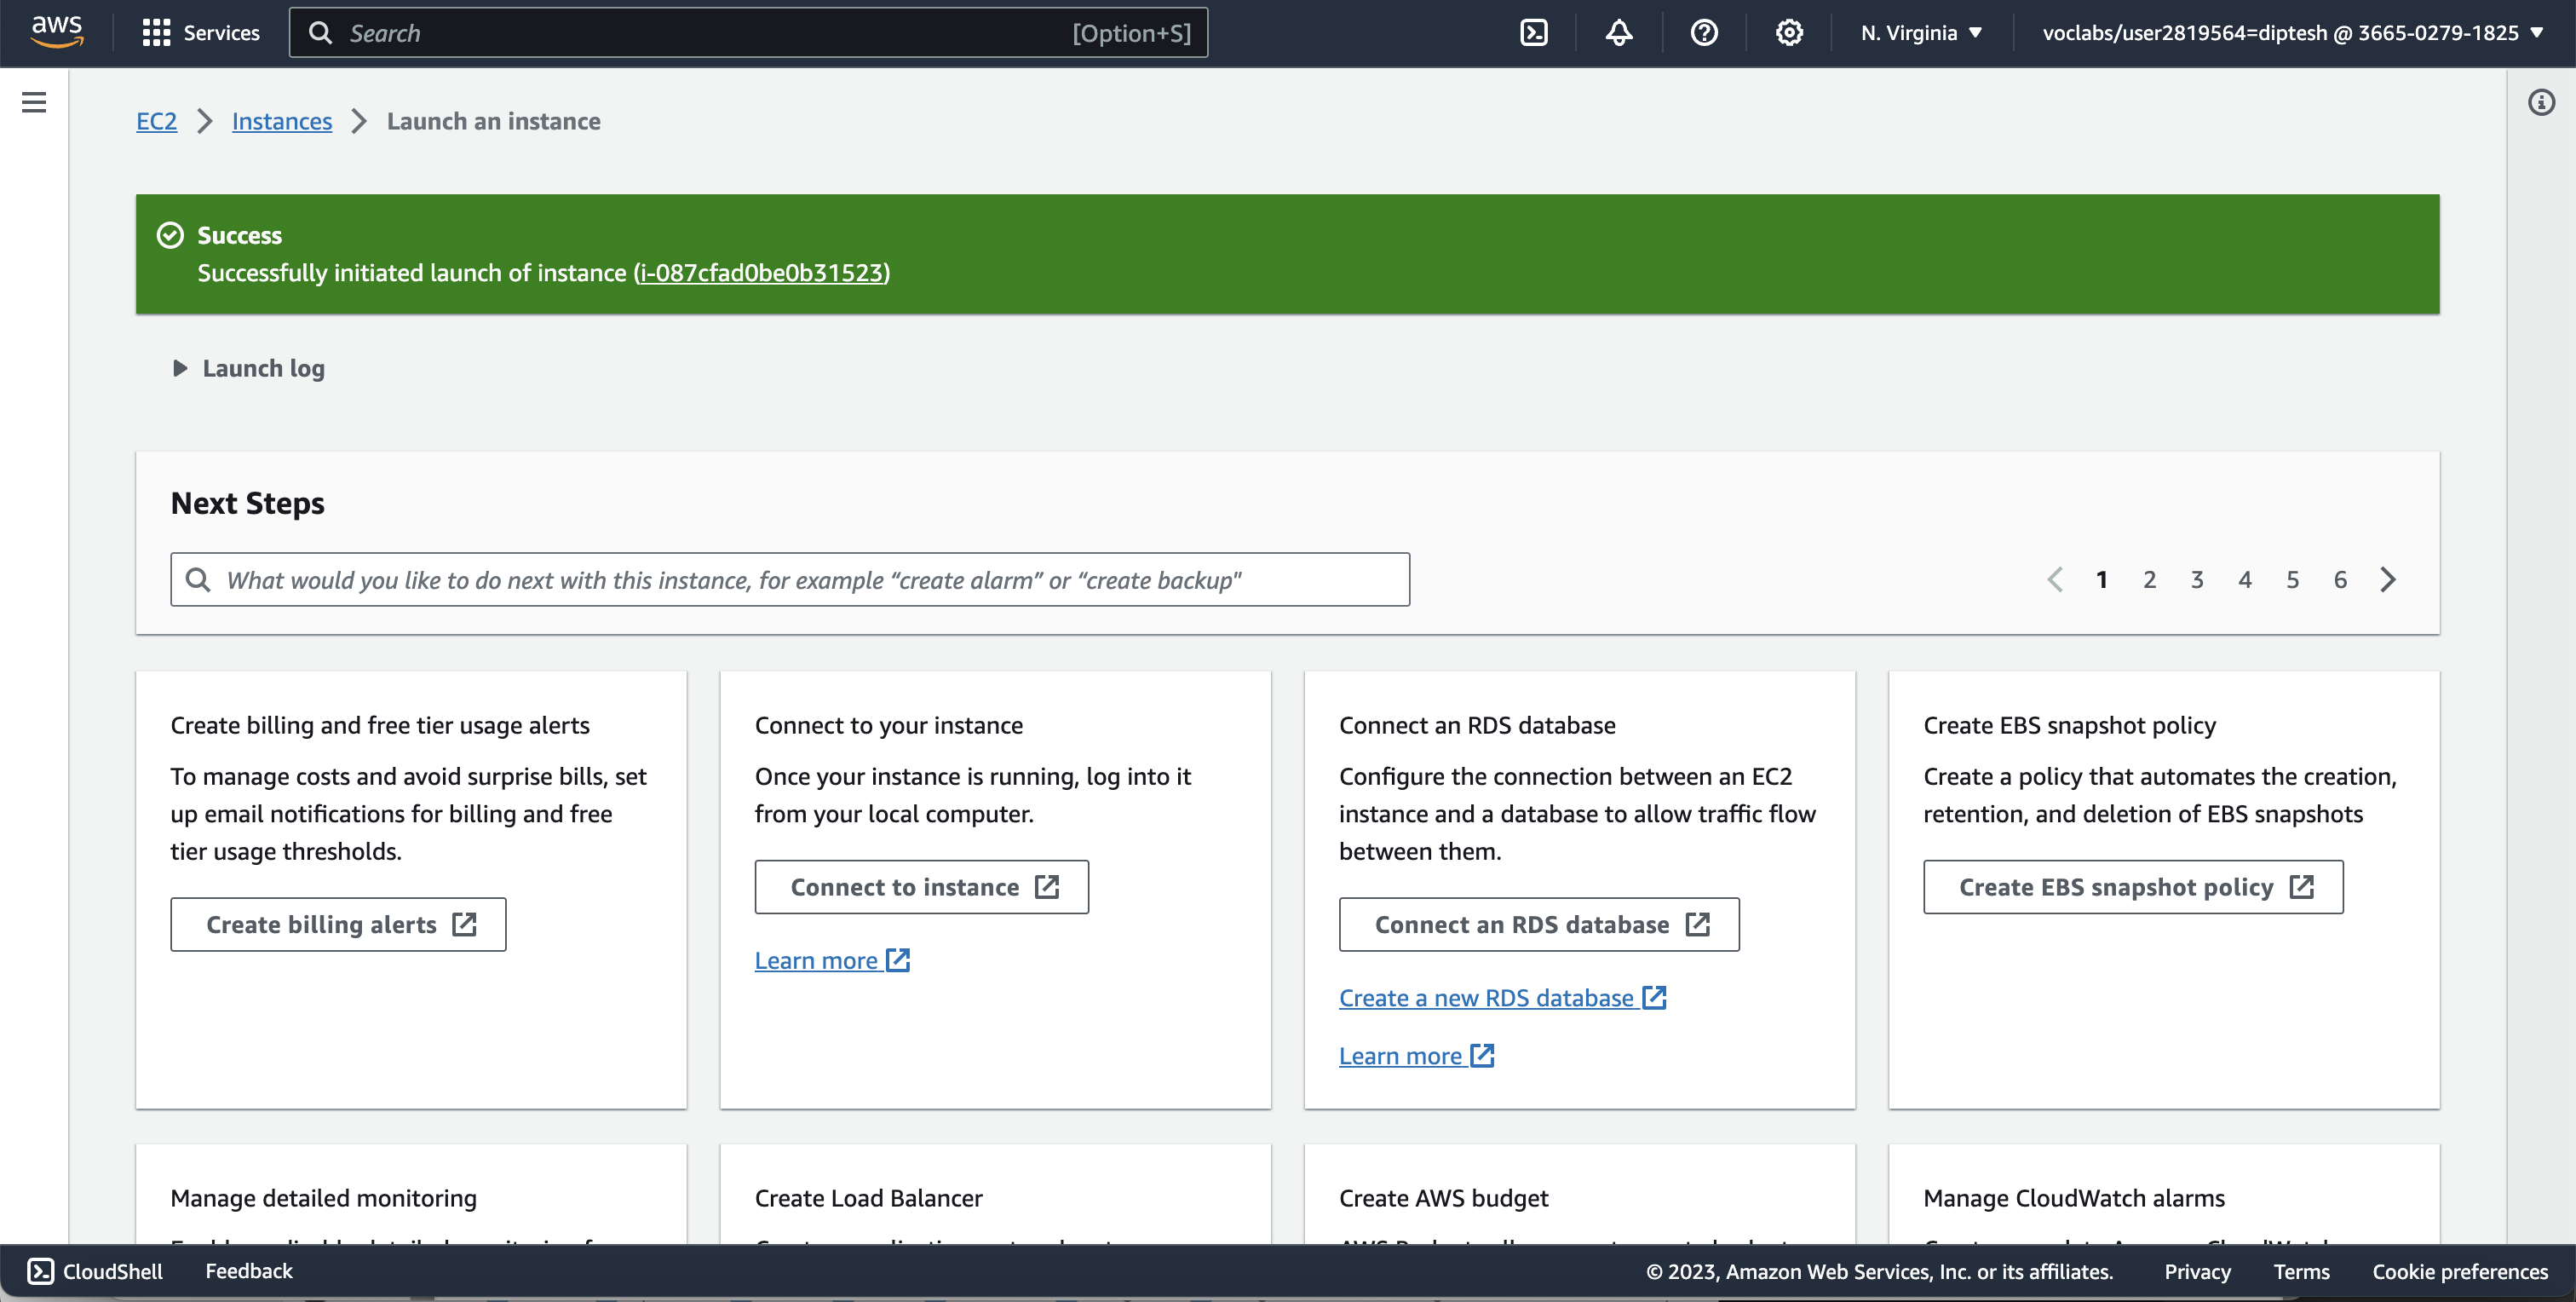 aws
Services
Search
[Option+S]
N. Virginia
voclabs/user2819564=diptesh @ 3665-0279-1825
EC2
Instances
Launch an instance
Success
Successfully initiated launch of instance (i-087cfad0be0b31523)
Launch log
Next Steps
What would you like to do next with this instance, for example “create alarm” or “create backup"
1 2 3 4 5 6
Create billing and free tier usage alerts
To manage costs and avoid surprise bills, set
up email notifications for billing and free
tier usage thresholds.
Create billing alerts
Connect to your instance
Once your instance is running, log into it
from your local computer.
Connect to instance
Learn more
Connect an RDS database
Configure the connection between an EC2
instance and a database to allow traffic flow
between them.
Connect an RDS database
Create a new RDS database
Learn more
Create EBS snapshot policy
Create a policy that automates the creation,
retention, and deletion of EBS snapshots
Create EBS snapshot policy
Manage detailed monitoring
Create Load Balancer
Create AWS budget
Manage CloudWatch alarms
CloudShell
Feedback
© 2023, Amazon Web Services, Inc. or its affiliates.
Privacy
Terms
Cookie preferences